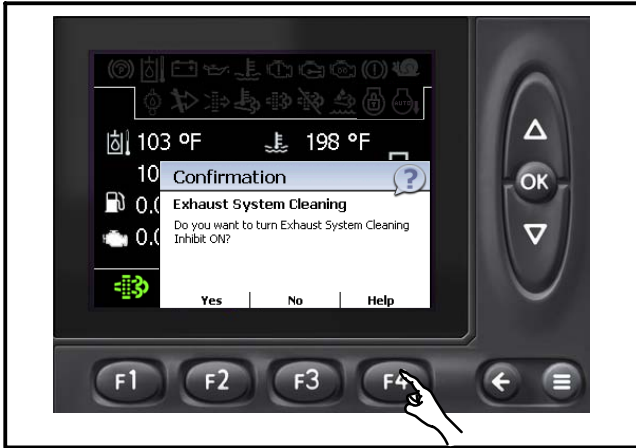 103 °F 198 °F
10
Confirmation ?
0.0
Exhaust System Cleaning
Do you want to turn Exhaust System Cleaning
Inhibit ON?
0.0
Yes No Help
OK
F1 F2 F3 F4